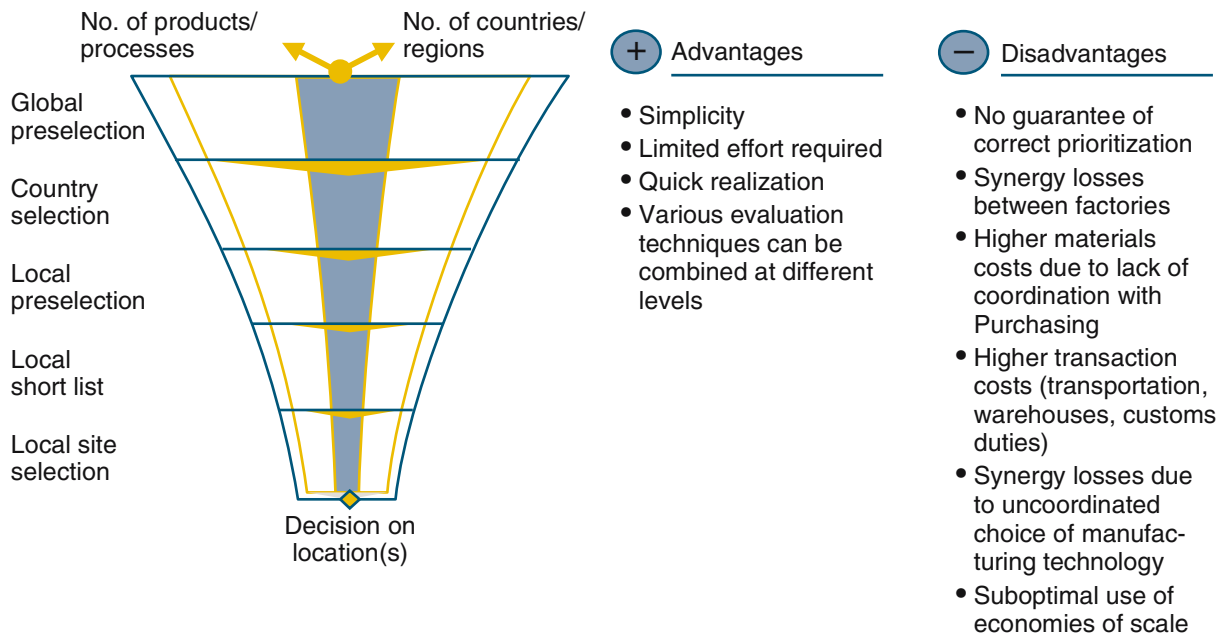 No. of products/
processes
No. of countries/
regions
Global
preselection
Country
selection
Local
preselection
Local
short list
Local site
selection
Decision on
location(s)
+ Advantages
• Simplicity
• Limited effort required
• Quick realization
• Various evaluation
techniques can be
combined at different
levels
– Disadvantages
• No guarantee of
correct prioritization
• Synergy losses
between factories
• Higher materials
costs due to lack of
coordination with
Purchasing
• Higher transaction
costs (transportation,
warehouses, customs
duties)
• Synergy losses due
to uncoordinated
choice of manufac-
turing technology
• Suboptimal use of
economies of scale